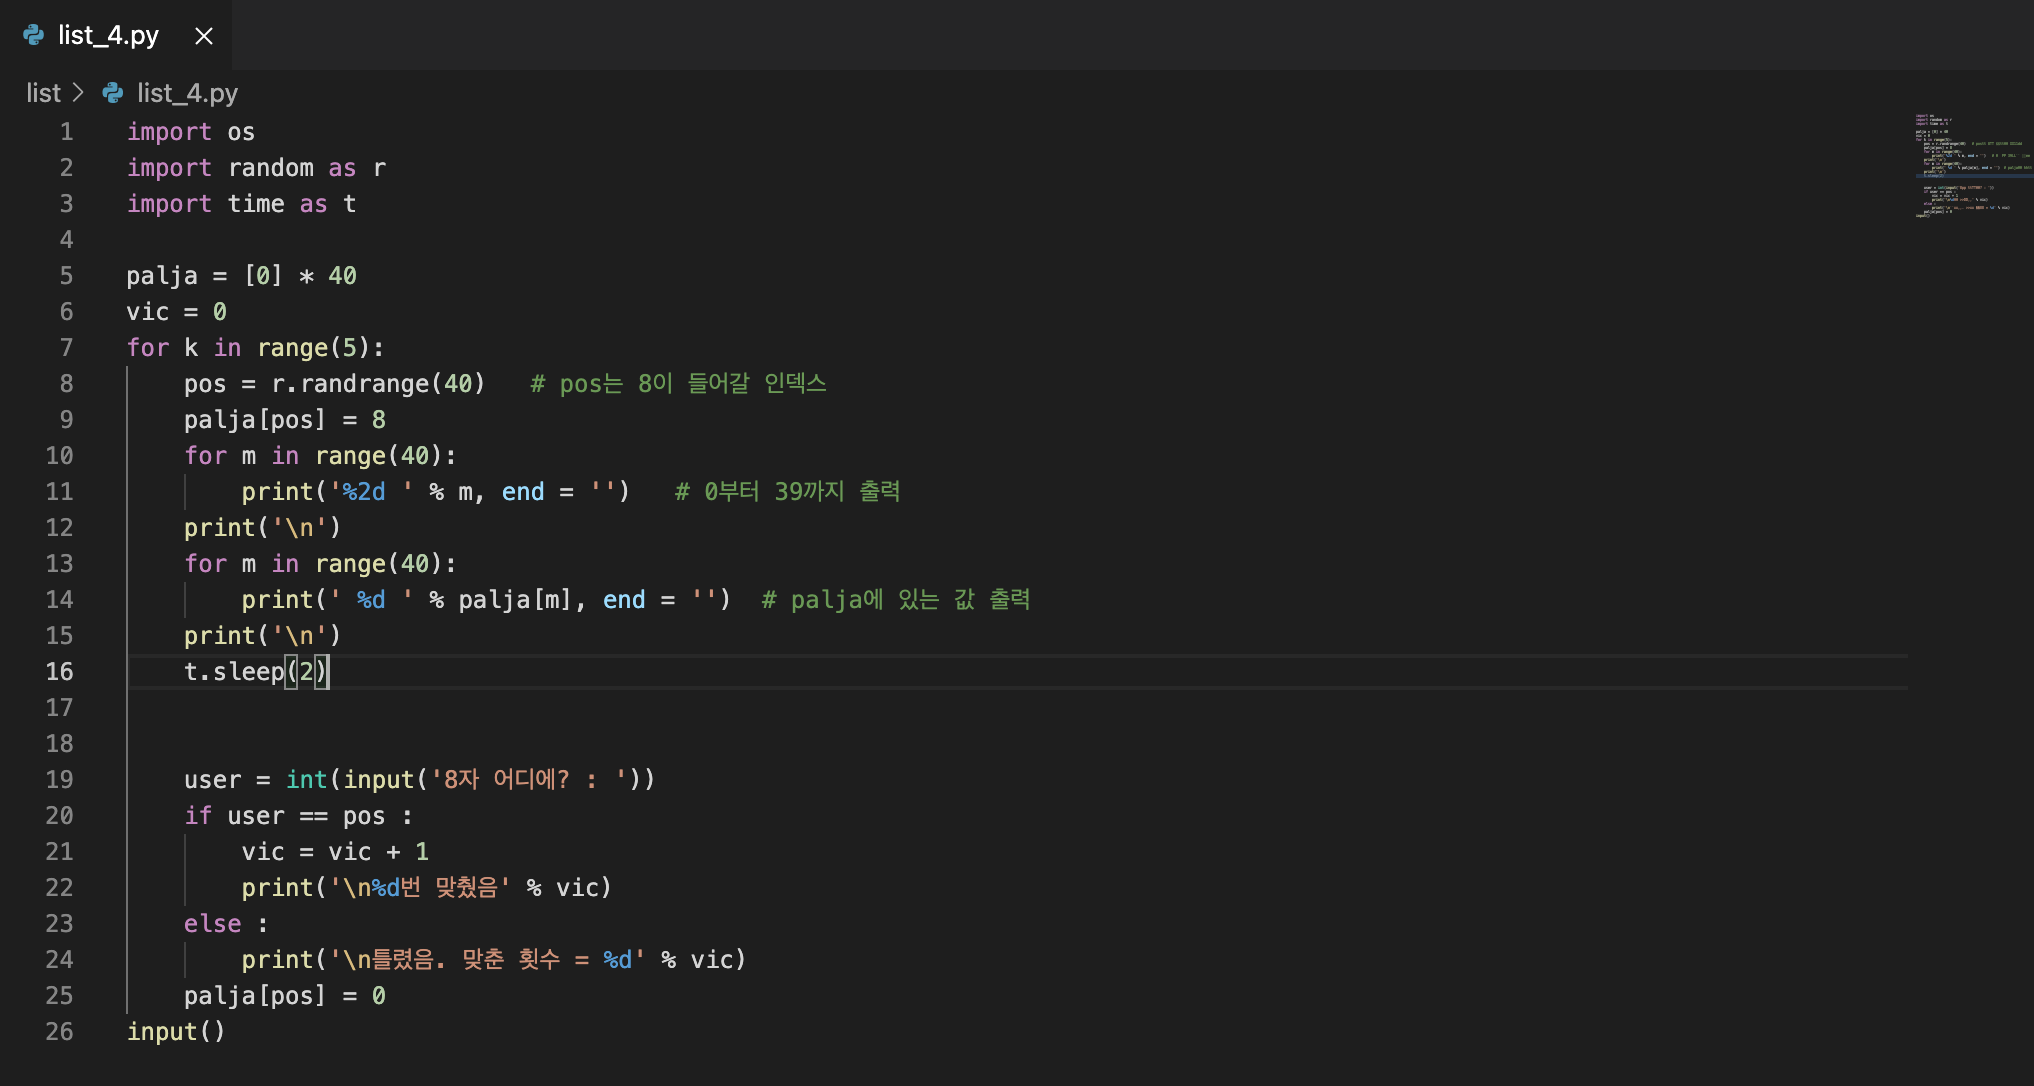 list_4.py
list > list_4.py
1 import os
2 import random as r
3 import time as t
4
5 palja = [0] * 40
6 vic = 0
7 for k in range(5):
8     pos = r.randrange(40)   # pos는 8이 들어갈 인덱스
9     palja[pos] = 8
10     for m in range(40):
11         print('%2d ' % m, end = '')   # 0부터 39까지 출력
12     print('\n')
13     for m in range(40):
14         print(' %d ' % palja[m], end = '')  # palja에 있는 값 출력
15     print('\n')
16     t.sleep(2)
17
18
19     user = int(input('8자 어디에? : '))
20     if user == pos :
21         vic = vic + 1
22         print('\n%d번 맞췄음' % vic)
23     else :
24         print('\n틀렸음. 맞춘 횟수 = %d' % vic)
25     palja[pos] = 0
26 input()